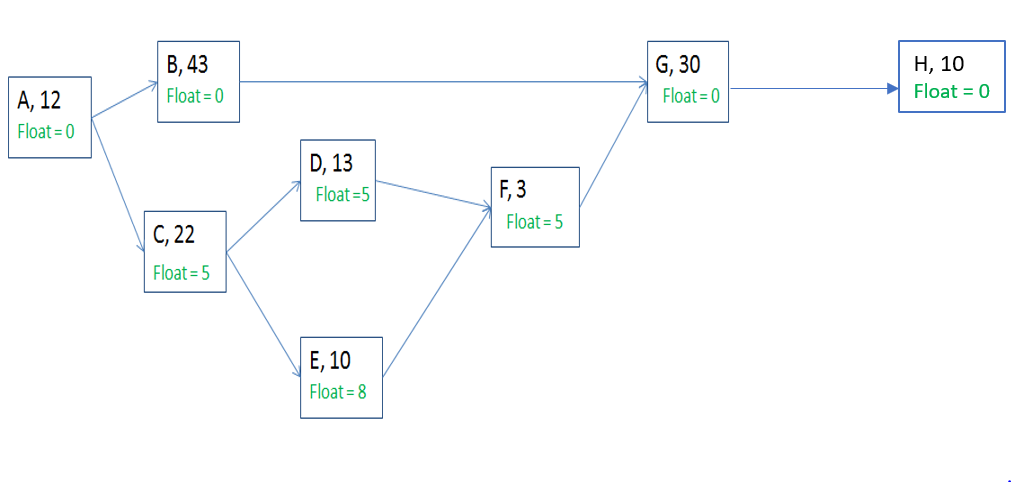 A, 12
Float = 0
B, 43
Float = 0
G, 30
Float = 0
H, 10
Float = 0
D, 13
Float =5
F, 3
Float = 5
C, 22
Float = 5
E, 10
Float = 8